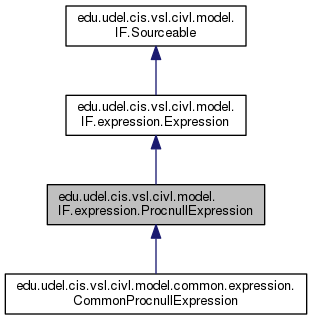 edu.udel.cis.vsl.civl.model.
IF.Sourceable
edu.udel.cis.vsl.civl.model.
IF.expression.Expression
edu.udel.cis.vsl.civl.model.
IF.expression.ProcnullExpression
edu.udel.cis.vsl.civl.model.common.expression.
CommonProcnullExpression